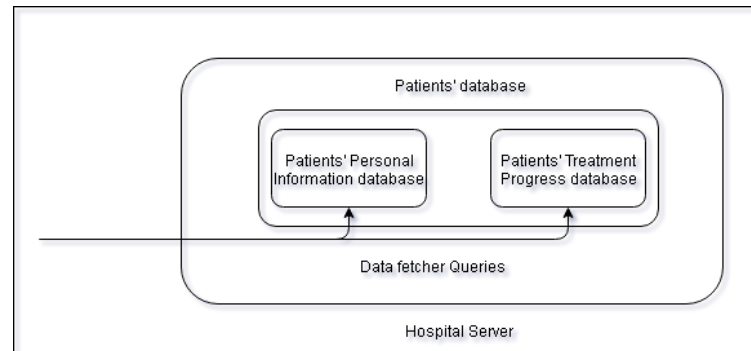 Patients' database
Patients' Personal
Information database
Patients' Treatment
Progress database
Data fetcher Queries
Hospital Server